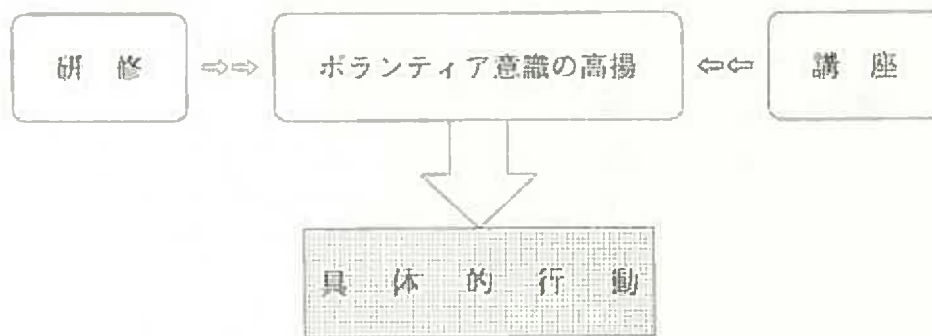 研 修 ⇨⇨ ボランティア意識の高揚 ⇦⇦ 講 座
具 体 的 行 動